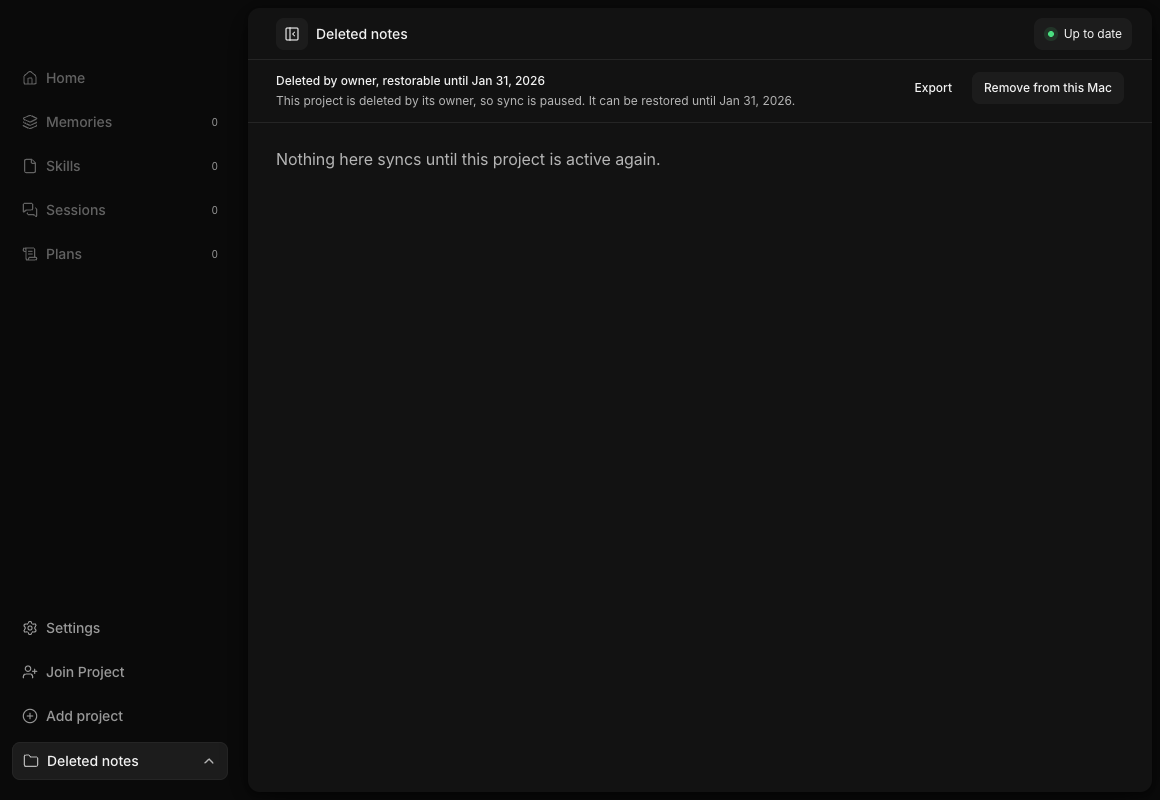 Home
Memories 0
Skills 0
Sessions 0
Plans 0
Settings
Join Project
Add project
Deleted notes
Deleted notes
Up to date
Deleted by owner, restorable until Jan 31, 2026
This project is deleted by its owner, so sync is paused. It can be restored until Jan 31, 2026.
Export
Remove from this Mac
Nothing here syncs until this project is active again.